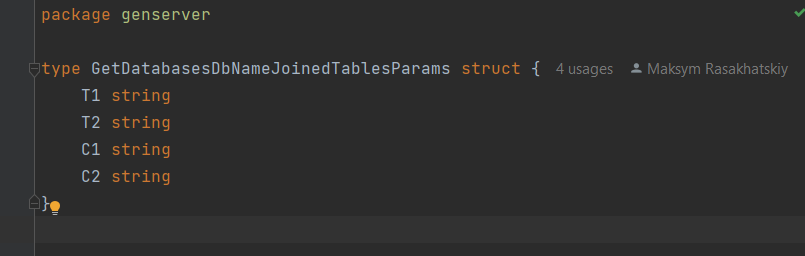 package genserver
type GetDatabasesDbNameJoinedTablesParams struct { 4 usages Maksym Rasakhatskiy
T1 string
T2 string
C1 string
C2 string
}